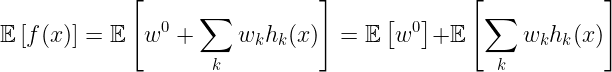 𝔼 [f(x)] = 𝔼 [w⁰ + ∑ₖ wₖhₖ(x)] = 𝔼 [w⁰] + 𝔼 [∑ₖ wₖhₖ(x)]